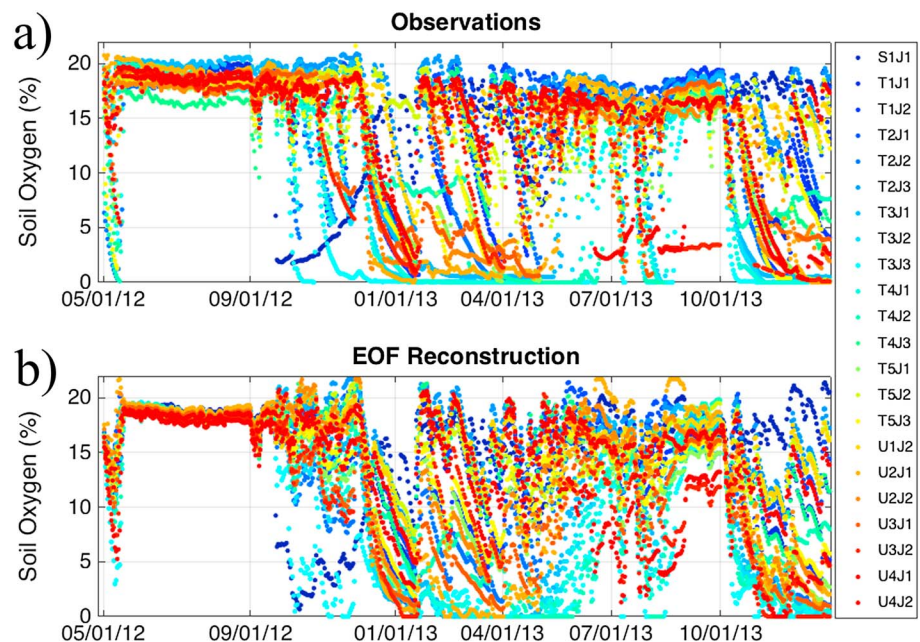 a)
Observations
Soil Oxygen (%)
20
15
10
5
0
05/01/12 09/01/12 01/01/13 04/01/13 07/01/13 10/01/13
b)
EOF Reconstruction
Soil Oxygen (%)
20
15
10
5
0
05/01/12 09/01/12 01/01/13 04/01/13 07/01/13 10/01/13
S1J1
T1J1
T1J2
T2J1
T2J2
T2J3
T3J1
T3J2
T3J3
T4J1
T4J2
T4J3
T5J1
T5J2
T5J3
U1J2
U2J1
U2J2
U3J1
U3J2
U4J1
U4J2